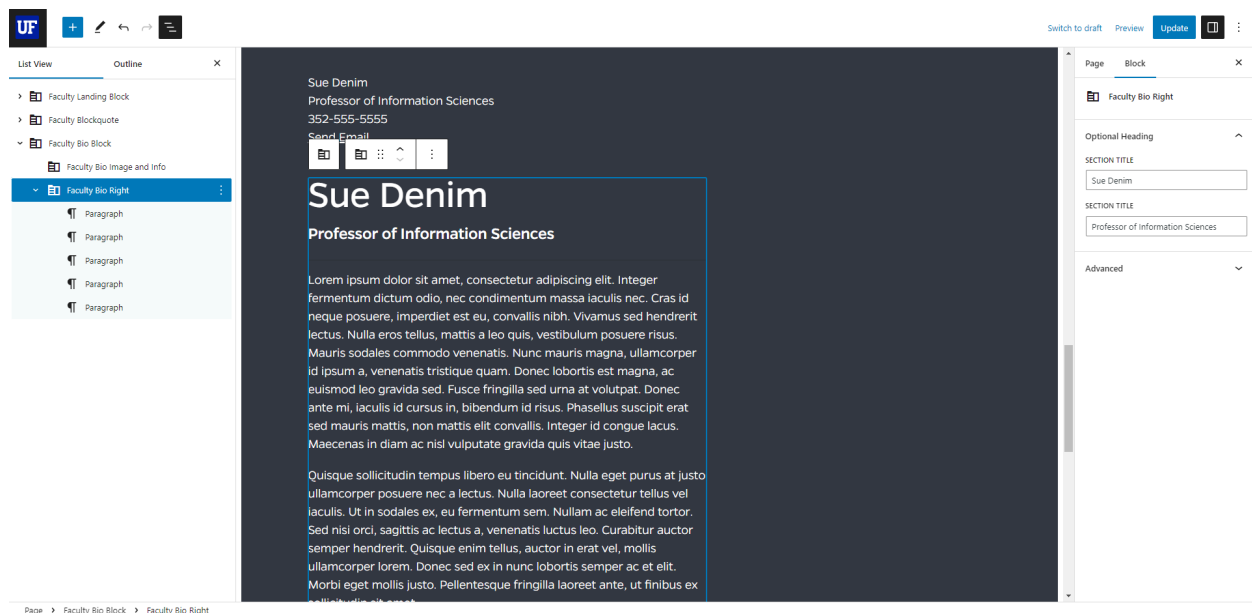 UF
Switch to draft
Preview
Update
List View
Outline
Faculty Landing Block
Faculty Blockquote
Faculty Bio Block
Faculty Bio Image and Info
Faculty Bio Right
Paragraph
Paragraph
Paragraph
Paragraph
Paragraph
Sue Denim
Professor of Information Sciences
352-555-5555
Send Email
Sue Denim
Professor of Information Sciences
Lorem ipsum dolor sit amet, consectetur adipiscing elit. Integer
fermentum dictum odio, nec condimentum massa iaculis nec. Cras id
neque posuere, imperdiet est eu, convallis nibh. Vivamus sed hendrerit
lectus. Nulla eros tellus, mattis a leo quis, vestibulum posuere risus.
Mauris sodales commodo venenatis. Nunc mauris magna, ullamcorper
id ipsum a, venenatis tristique quam. Donec lobortis est magna, ac
euismod leo gravida sed. Fusce fringilla sed urna at volutpat. Donec
ante mi, iaculis id cursus in, bibendum id risus. Phasellus suscipit erat
sed mauris mattis, non mattis elit convallis. Integer id congue lacus.
Maecenas in diam ac nisl vulputate gravida quis vitae justo.
Quisque sollicitudin tempus libero eu tincidunt. Nulla eget purus at justo
ullamcorper posuere nec a lectus. Nulla laoreet consectetur tellus vel
iaculis. Ut in sodales ex, eu fermentum sem. Nullam ac eleifend tortor.
Sed nisi orci, sagittis ac lectus a, venenatis luctus leo. Curabitur auctor
semper hendrerit. Quisque enim tellus, auctor in erat vel, mollis
ullamcorper lorem. Donec sed ex in nunc lobortis semper ac et elit.
Morbi eget mollis justo. Pellentesque fringilla laoreet ante, ut finibus ex
sollicitudin sit amet.
Page
Block
Faculty Bio Right
Optional Heading
SECTION TITLE
Sue Denim
SECTION TITLE
Professor of Information Sciences
Advanced
Page > Faculty Bio Block > Faculty Bio Right